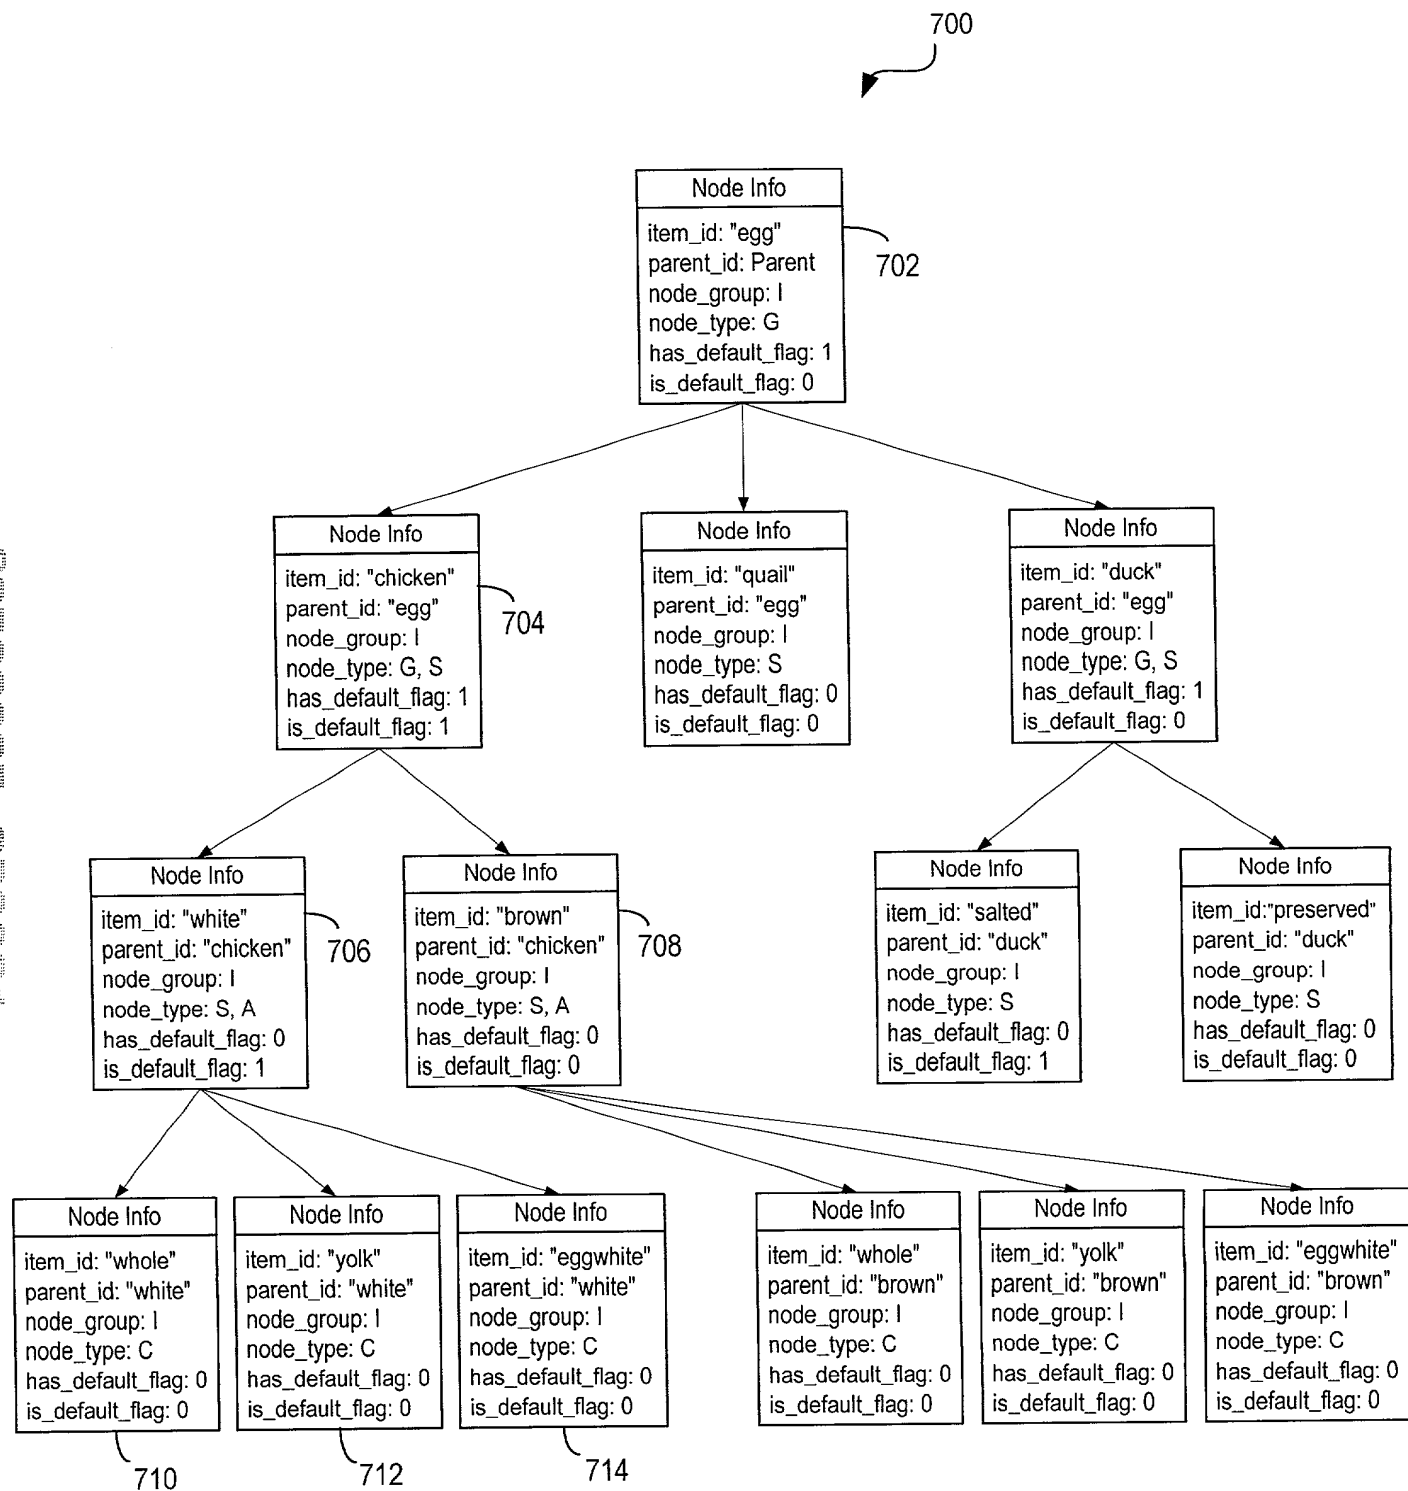 700
Node Info
item_id: "egg"
parent_id: Parent
node_group: I
node_type: G
has_default_flag: 1
is_default_flag: 0
702
Node Info
item_id: "chicken"
parent_id: "egg"
node_group: I
node_type: G, S
has_default_flag: 1
is_default_flag: 1
704
Node Info
item_id: "quail"
parent_id: "egg"
node_group: I
node_type: S
has_default_flag: 0
is_default_flag: 0
Node Info
item_id: "duck"
parent_id: "egg"
node_group: I
node_type: G, S
has_default_flag: 1
is_default_flag: 0
Node Info
item_id: "white"
parent_id: "chicken"
node_group: I
node_type: S, A
has_default_flag: 0
is_default_flag: 1
706
Node Info
item_id: "brown"
parent_id: "chicken"
node_group: I
node_type: S, A
has_default_flag: 0
is_default_flag: 0
708
Node Info
item_id: "salted"
parent_id: "duck"
node_group: I
node_type: S
has_default_flag: 0
is_default_flag: 1
Node Info
item_id:"preserved"
parent_id: "duck"
node_group: I
node_type: S
has_default_flag: 0
is_default_flag: 0
Node Info
item_id: "whole"
parent_id: "white"
node_group: I
node_type: C
has_default_flag: 0
is_default_flag: 0
710
Node Info
item_id: "yolk"
parent_id: "white"
node_group: I
node_type: C
has_default_flag: 0
is_default_flag: 0
712
Node Info
item_id: "eggwhite"
parent_id: "white"
node_group: I
node_type: C
has_default_flag: 0
is_default_flag: 0
714
Node Info
item_id: "whole"
parent_id: "brown"
node_group: I
node_type: C
has_default_flag: 0
is_default_flag: 0
Node Info
item_id: "yolk"
parent_id: "brown"
node_group: I
node_type: C
has_default_flag: 0
is_default_flag: 0
Node Info
item_id: "eggwhite"
parent_id: "brown"
node_group: I
node_type: C
has_default_flag: 0
is_default_flag: 0